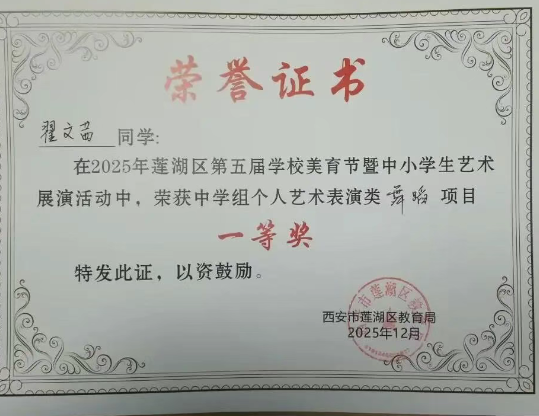 荣誉证书
翟文茜 同学:
在2025年莲湖区第五届学校美育节暨中小学生艺术
展演活动中，荣获中学组个人艺术表演类 舞蹈 项目
一等奖
特发此证，以资鼓励。
西安市莲湖区教育局
2025年12月